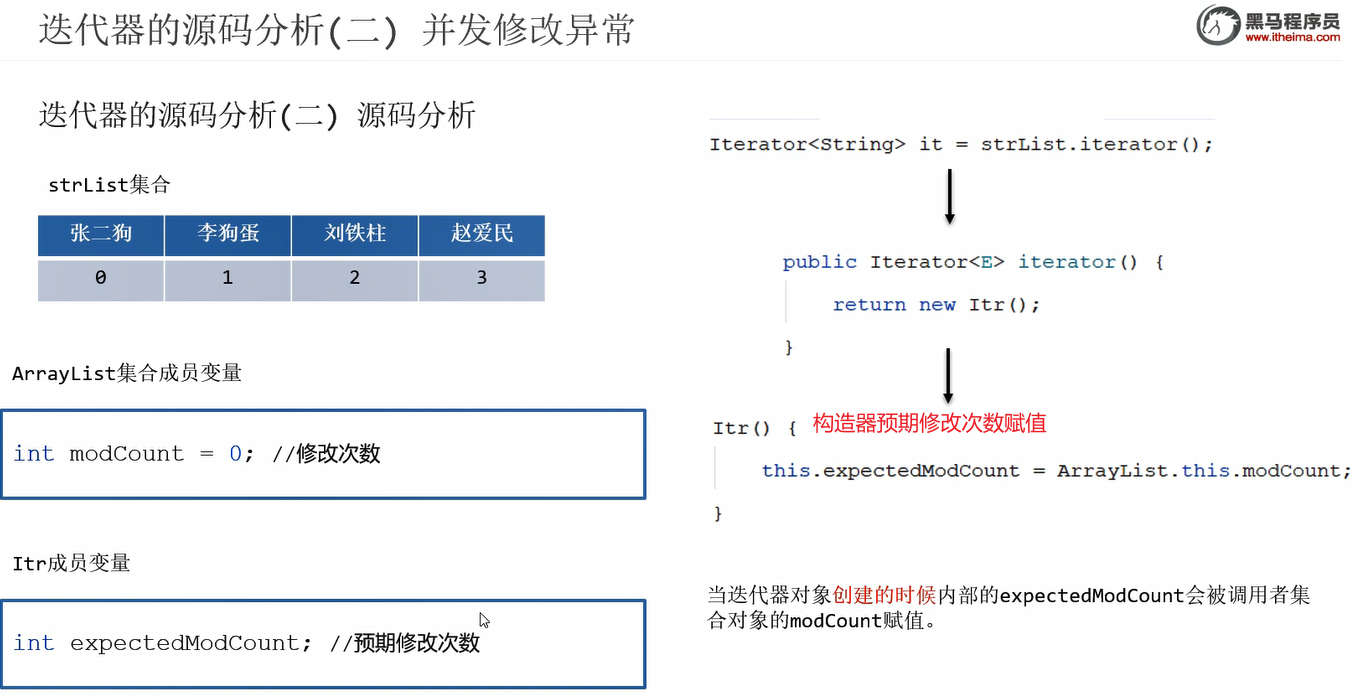 迭代器的源码分析(二) 并发修改异常
黑马程序员
www.itheima.com
迭代器的源码分析(二) 源码分析
strList集合
张二狗 李狗蛋 刘铁柱 赵爱民
0 1 2 3
ArrayList集合成员变量
int modCount = 0; //修改次数
Itr成员变量
int expectedModCount; //预期修改次数
Iterator<String> it = strList.iterator();
public Iterator<E> iterator() {
return new Itr();
}
Itr() { 构造器预期修改次数赋值
this.expectedModCount = ArrayList.this.modCount;
}
当迭代器对象创建的时候内部的expectedModCount会被调用者集
合对象的modCount赋值。